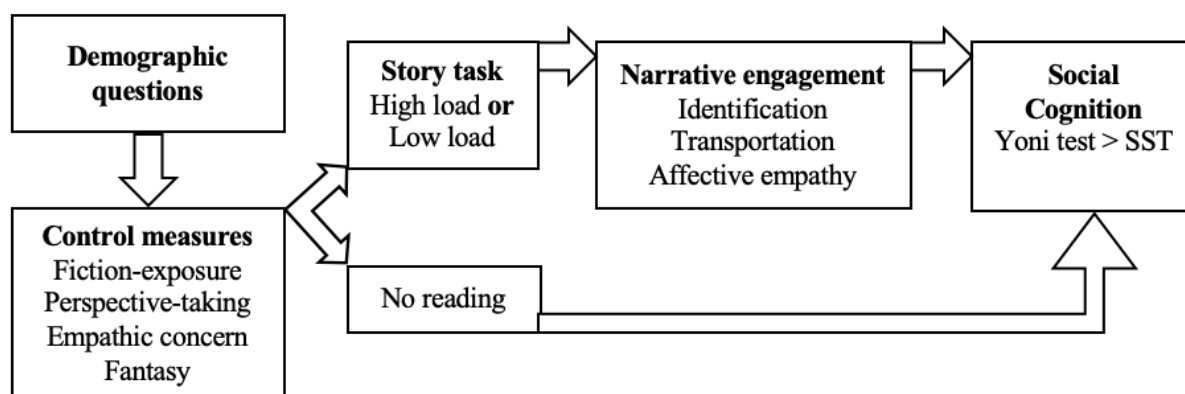 Demographic
questions
Control measures
Fiction-exposure
Perspective-taking
Empathic concern
Fantasy
Story task
High load or
Low load
No reading
Narrative engagement
Identification
Transportation
Affective empathy
Social
Cognition
Yoni test > SST